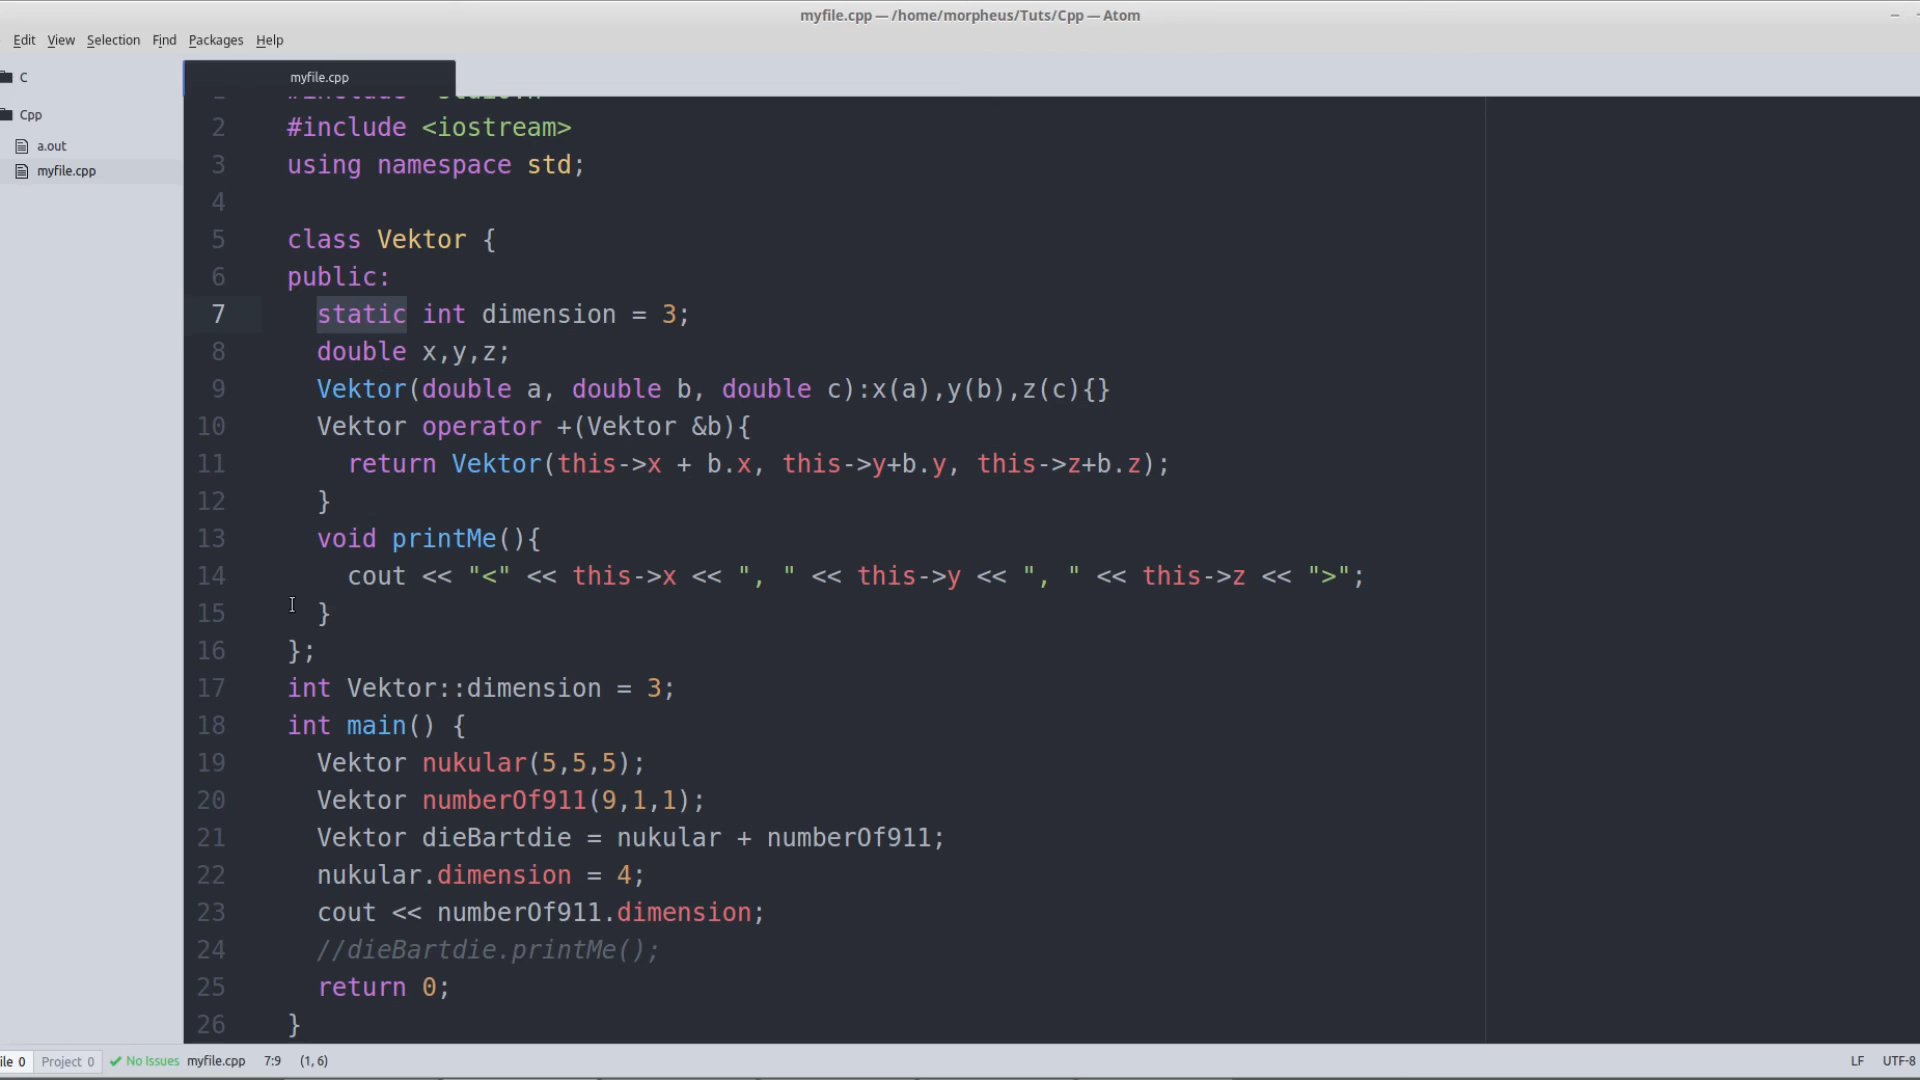 myfile.cpp — /home/morpheus/Tuts/Cpp — Atom
Edit View Selection Find Packages Help
C
Cpp
a.out
myfile.cpp
myfile.cpp
2 #include <iostream>
3 using namespace std;
4
5 class Vektor {
6 public:
7 static int dimension = 3;
8 double x,y,z;
9 Vektor(double a, double b, double c):x(a),y(b),z(c){}
10 Vektor operator +(Vektor &b){
11 return Vektor(this->x + b.x, this->y+b.y, this->z+b.z);
12 }
13 void printMe(){
14 cout << "<" << this->x << ", " << this->y << ", " << this->z << ">";
15 }
16 };
17 int Vektor::dimension = 3;
18 int main() {
19 Vektor nukular(5,5,5);
20 Vektor numberOf911(9,1,1);
21 Vektor dieBartdie = nukular + numberOf911;
22 nukular.dimension = 4;
23 cout << numberOf911.dimension;
24 //dieBartdie.printMe();
25 return 0;
26 }
ile 0 Project 0 No Issues myfile.cpp 7:9 (1, 6) LF UTF-8